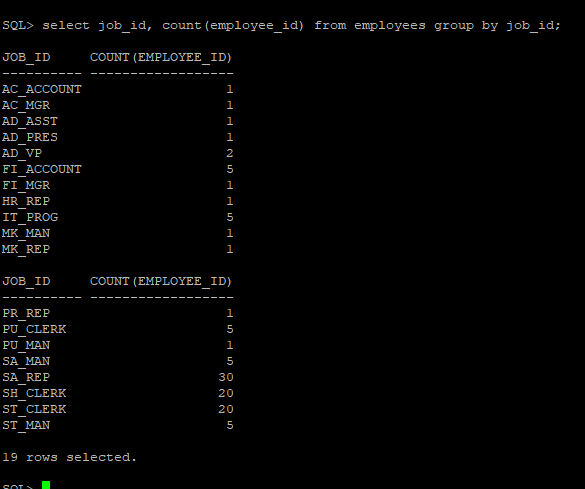 SQL> select job_id, count(employee_id) from employees group by job_id;
JOB_ID     COUNT(EMPLOYEE_ID)
---------- ------------------
AC_ACCOUNT                  1
AC_MGR                      1
AD_ASST                     1
AD_PRES                     1
AD_VP                       2
FI_ACCOUNT                  5
FI_MGR                      1
HR_REP                      1
IT_PROG                     5
MK_MAN                      1
MK_REP                      1
JOB_ID     COUNT(EMPLOYEE_ID)
---------- ------------------
PR_REP                      1
PU_CLERK                    5
PU_MAN                      1
SA_MAN                      5
SA_REP                     30
SH_CLERK                   20
ST_CLERK                   20
ST_MAN                      5
19 rows selected.
SQL>